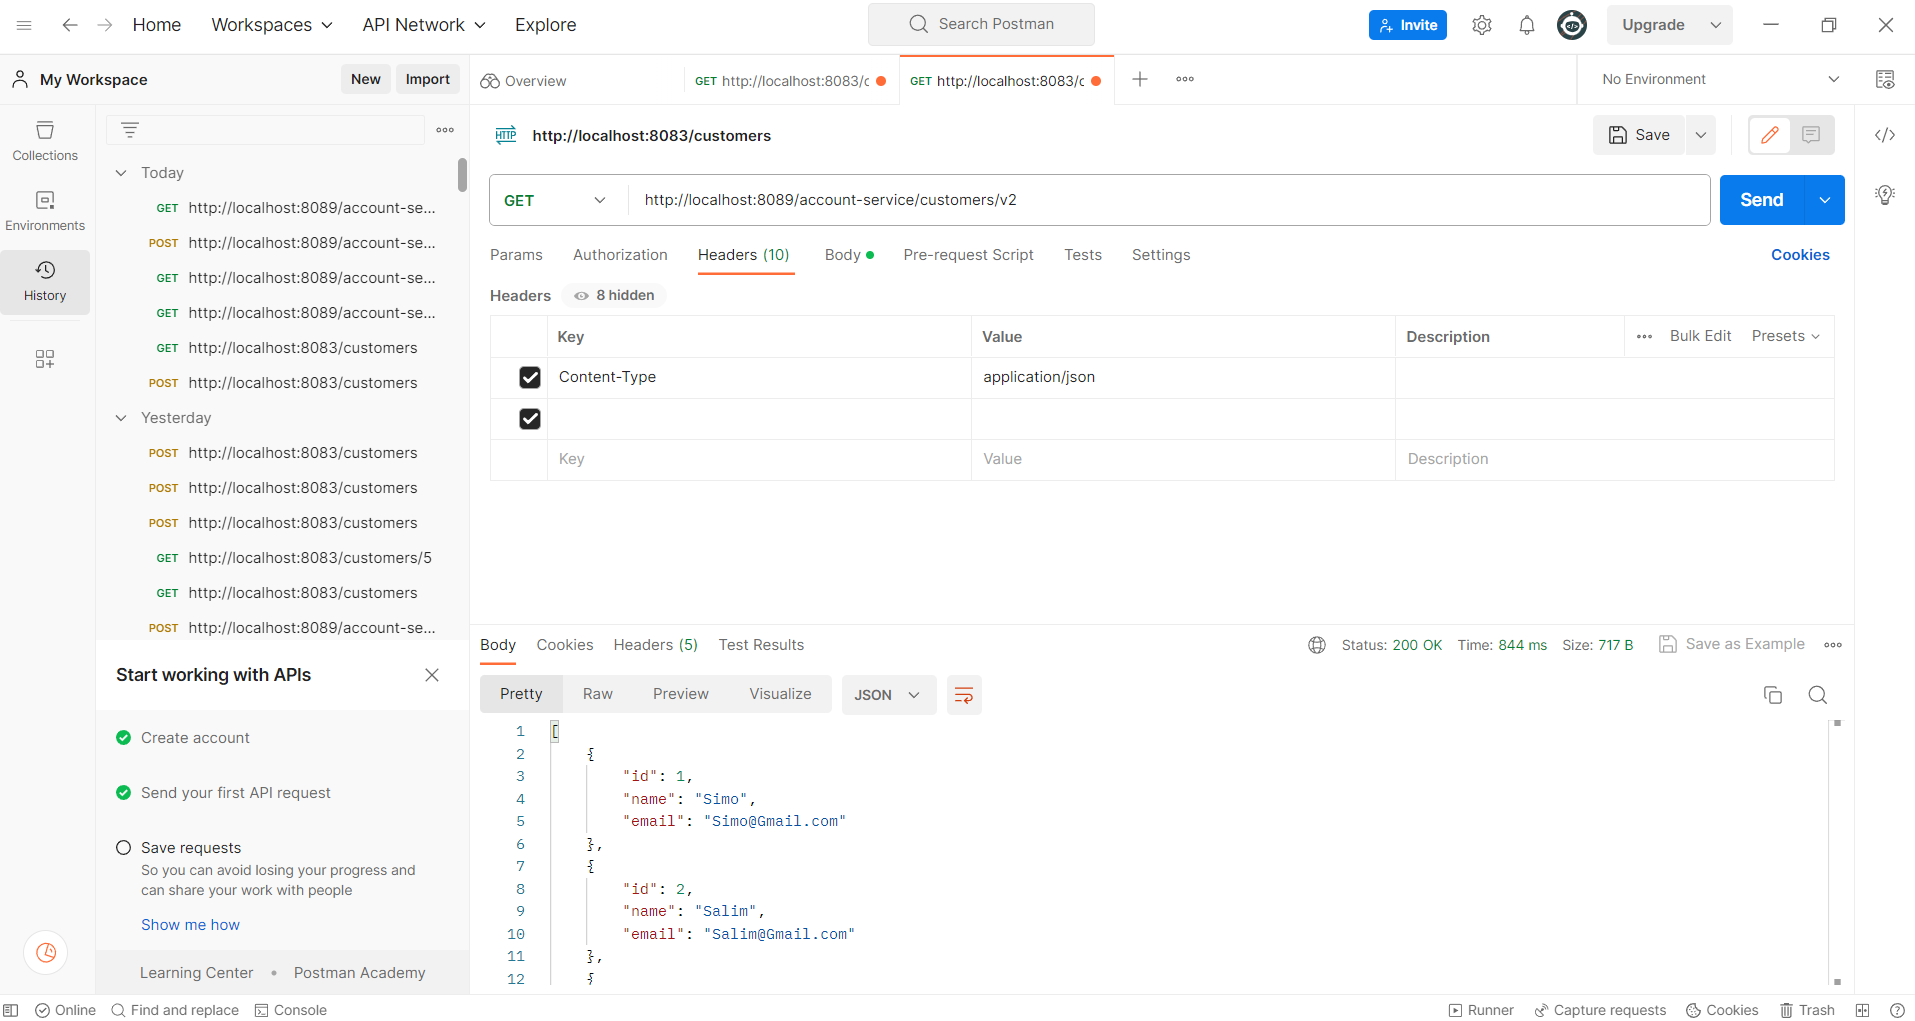 Home Workspaces API Network Explore Search Postman Invite Upgrade
My Workspace New Import Overview GET http://localhost:8083/c GET http://localhost:8083/c No Environment
Collections
Environments
History
Today
GET http://localhost:8089/account-se...
POST http://localhost:8089/account-se...
GET http://localhost:8089/account-se...
GET http://localhost:8089/account-se...
GET http://localhost:8083/customers
POST http://localhost:8083/customers
Yesterday
POST http://localhost:8083/customers
POST http://localhost:8083/customers
POST http://localhost:8083/customers
GET http://localhost:8083/customers/5
GET http://localhost:8083/customers
POST http://localhost:8089/account-se...
Start working with APIs
Create account
Send your first API request
Save requests
So you can avoid losing your progress and
can share your work with people
Show me how
Learning Center • Postman Academy
HTTP http://localhost:8083/customers Save
GET http://localhost:8089/account-service/customers/v2 Send
Params Authorization Headers (10) Body Pre-request Script Tests Settings Cookies
Headers 8 hidden
Key Value Description Bulk Edit Presets
Content-Type application/json
Key Value Description
Body Cookies Headers (5) Test Results Status: 200 OK Time: 844 ms Size: 717 B Save as Example
Pretty Raw Preview Visualize JSON
1 [
2 {
3 "id": 1,
4 "name": "Simo",
5 "email": "Simo@Gmail.com"
6 },
7 {
8 "id": 2,
9 "name": "Salim",
10 "email": "Salim@Gmail.com"
11 },
12 {
Online Find and replace Console Runner Capture requests Cookies Trash